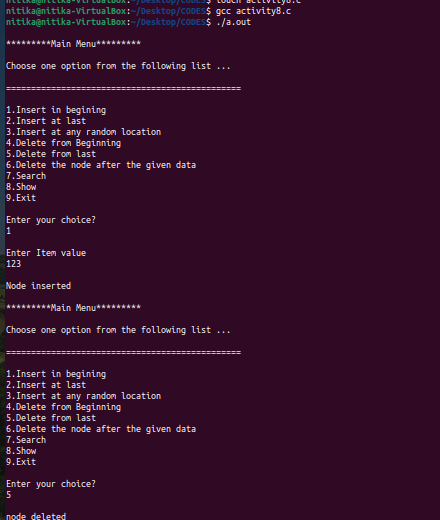 nitika@nitika-VirtualBox:~/Desktop/CODES$ touch activity8.c
nitika@nitika-VirtualBox:~/Desktop/CODES$ gcc activity8.c
nitika@nitika-VirtualBox:~/Desktop/CODES$ ./a.out
*********Main Menu*********
Choose one option from the following list ...
===============================================
1.Insert in begining
2.Insert at last
3.Insert at any random location
4.Delete from Beginning
5.Delete from last
6.Delete the node after the given data
7.Search
8.Show
9.Exit
Enter your choice?
1
Enter Item value
123
Node inserted
*********Main Menu*********
Choose one option from the following list ...
===============================================
1.Insert in begining
2.Insert at last
3.Insert at any random location
4.Delete from Beginning
5.Delete from last
6.Delete the node after the given data
7.Search
8.Show
9.Exit
Enter your choice?
5
node deleted